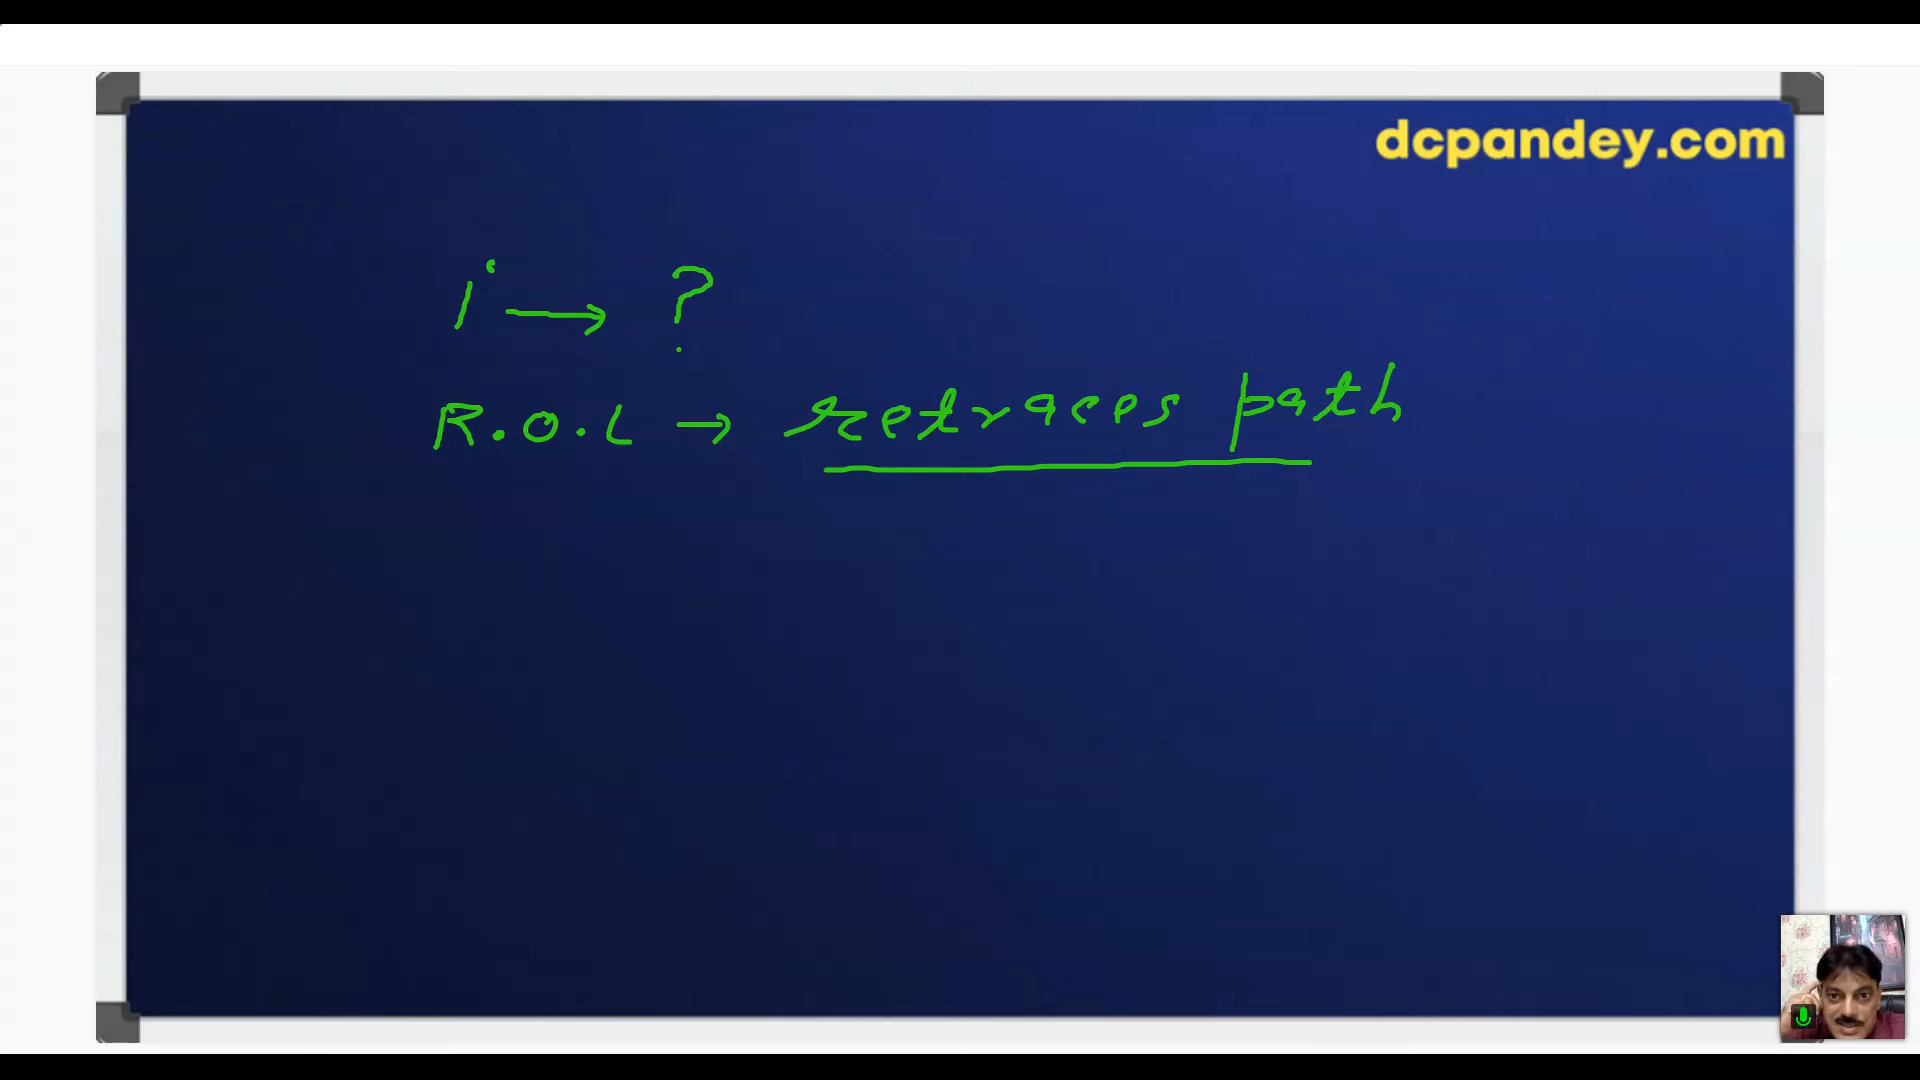 dcpandey.com
i → ?
R.O.L → retraces path